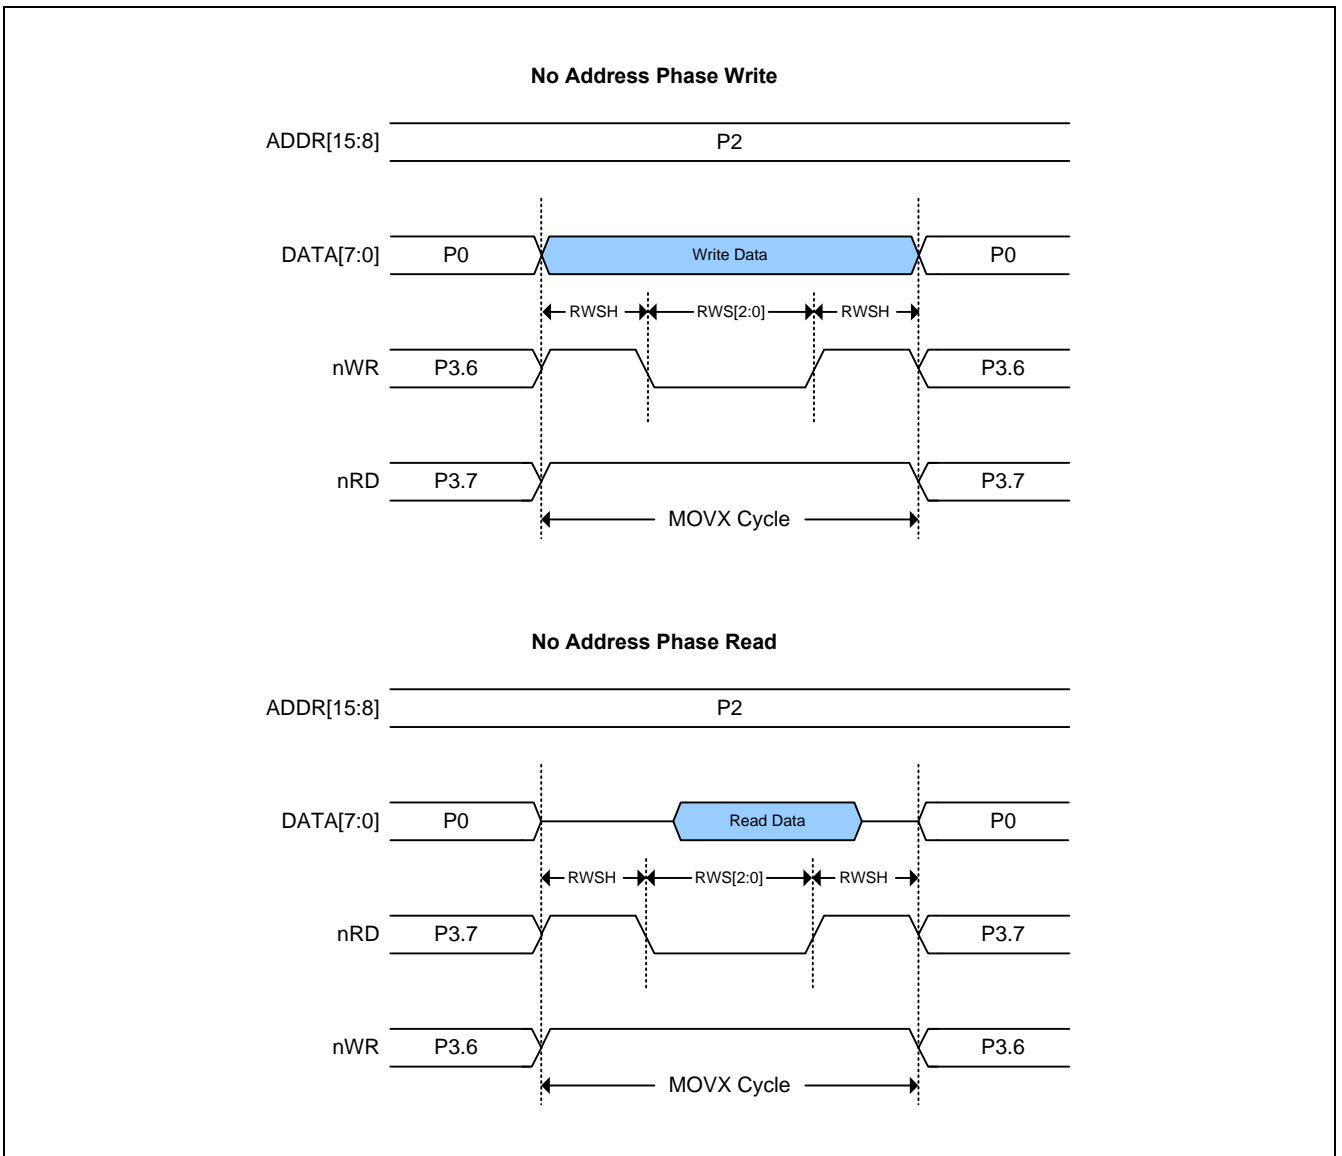 No Address Phase Write
ADDR[15:8] P2
DATA[7:0] P0 Write Data P0
RWSH RWS[2:0] RWSH
nWR P3.6 P3.6
nRD P3.7 P3.7
MOVX Cycle
No Address Phase Read
ADDR[15:8] P2
DATA[7:0] P0 Read Data P0
RWSH RWS[2:0] RWSH
nRD P3.7 P3.7
nWR P3.6 P3.6
MOVX Cycle